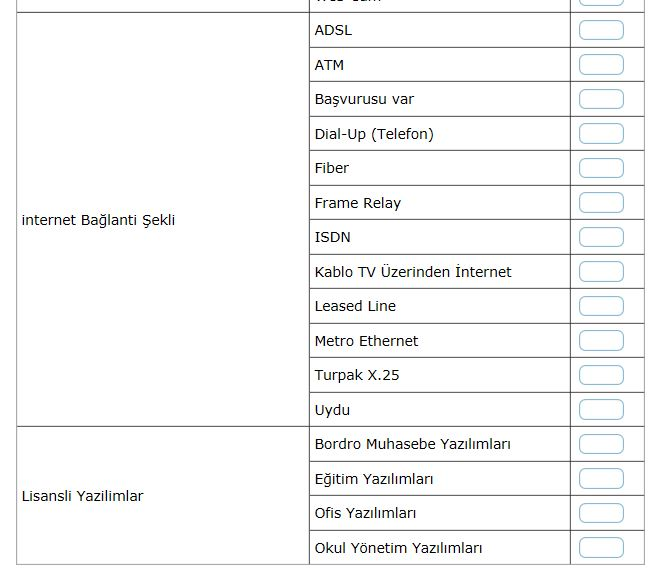 ADSL
ATM
Başvurusu var
Dial-Up (Telefon)
Fiber
Frame Relay
internet Bağlanti Şekli
ISDN
Kablo TV Üzerinden İnternet
Leased Line
Metro Ethernet
Turpak X.25
Uydu
Bordro Muhasebe Yazılımları
Eğitim Yazılımları
Lisansli Yazilimlar
Ofis Yazılımları
Okul Yönetim Yazılımları